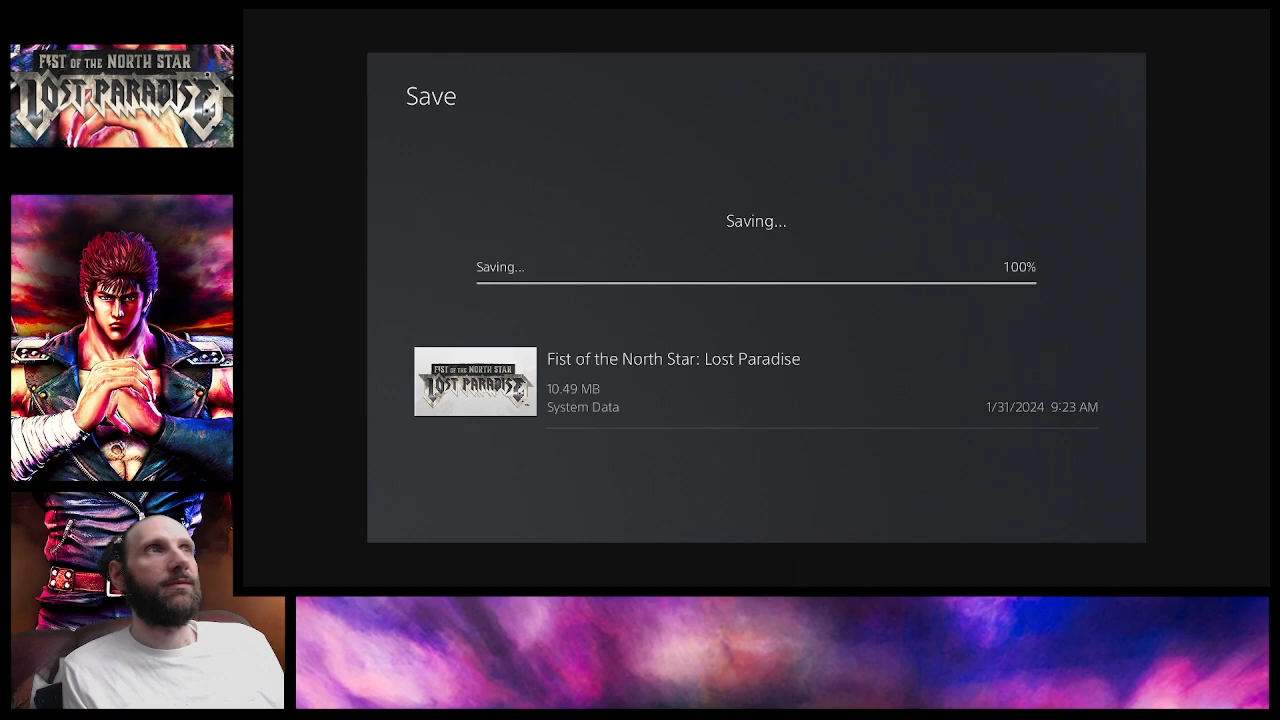 FIST OF THE NORTH STAR
LOST PARADISE
Save
Saving...
Saving... 100%
FIST OF THE NORTH STAR
LOST PARADISE
Fist of the North Star: Lost Paradise
10.49 MB
System Data 1/31/2024 9:23 AM